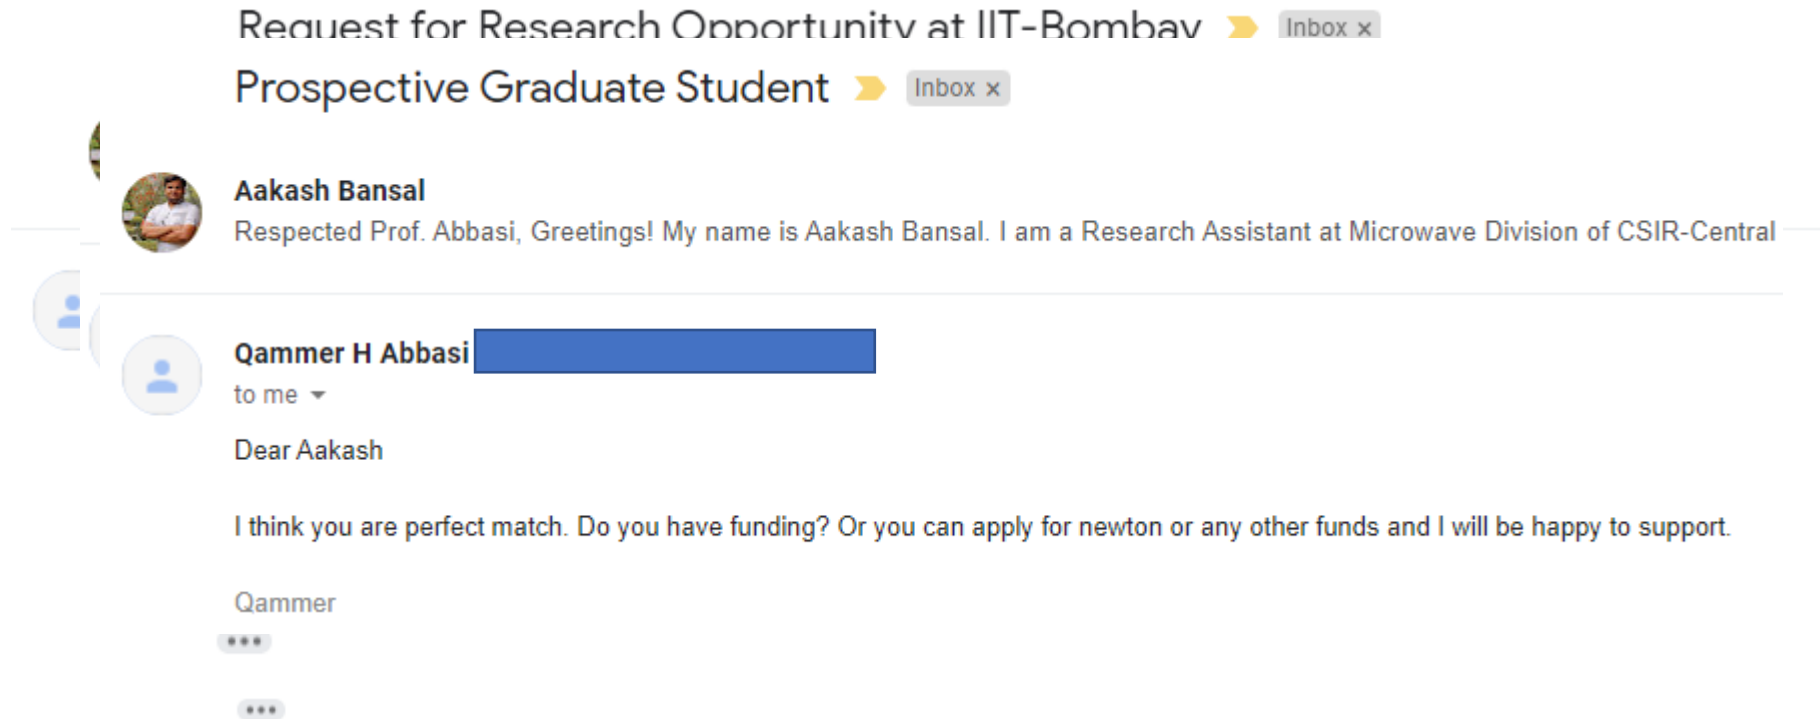 Request for Research Opportunity at IIT-Bombay Inbox x
Prospective Graduate Student Inbox x
Aakash Bansal
Respected Prof. Abbasi, Greetings! My name is Aakash Bansal. I am a Research Assistant at Microwave Division of CSIR-Central
Qammer H Abbasi
to me
Dear Aakash
I think you are perfect match. Do you have funding? Or you can apply for newton or any other funds and I will be happy to support.
Qammer